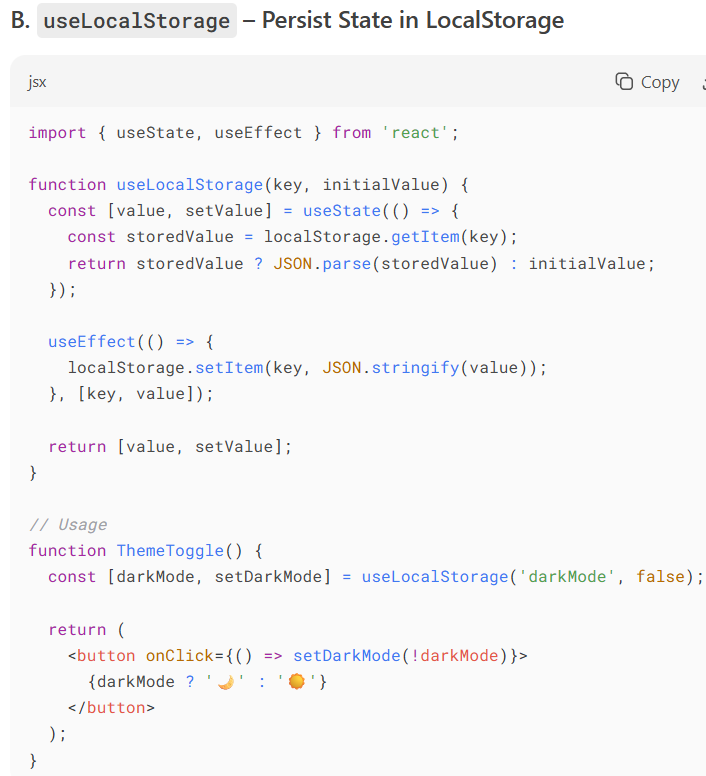 B. useLocalStorage – Persist State in LocalStorage
jsx
Copy
import { useState, useEffect } from 'react';
function useLocalStorage(key, initialValue) {
  const [value, setValue] = useState(() => {
    const storedValue = localStorage.getItem(key);
    return storedValue ? JSON.parse(storedValue) : initialValue;
  });
  useEffect(() => {
    localStorage.setItem(key, JSON.stringify(value));
  }, [key, value]);
  return [value, setValue];
}
// Usage
function ThemeToggle() {
  const [darkMode, setDarkMode] = useLocalStorage('darkMode', false);
  return (
    <button onClick={() => setDarkMode(!darkMode)}>
      {darkMode ? '🌙' : '🌞'}
    </button>
  );
}